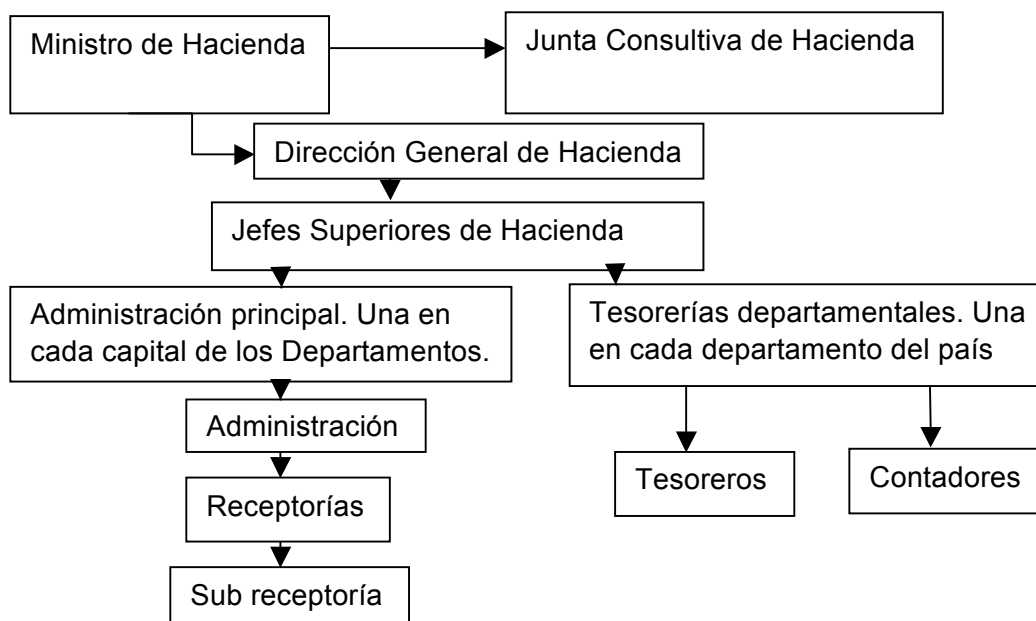 Ministro de Hacienda
Junta Consultiva de Hacienda
Dirección General de Hacienda
Jefes Superiores de Hacienda
Administración principal. Una en
cada capital de los Departamentos.
Tesorerías departamentales. Una
en cada departamento del país
Administración
Tesoreros
Contadores
Receptorías
Sub receptoría